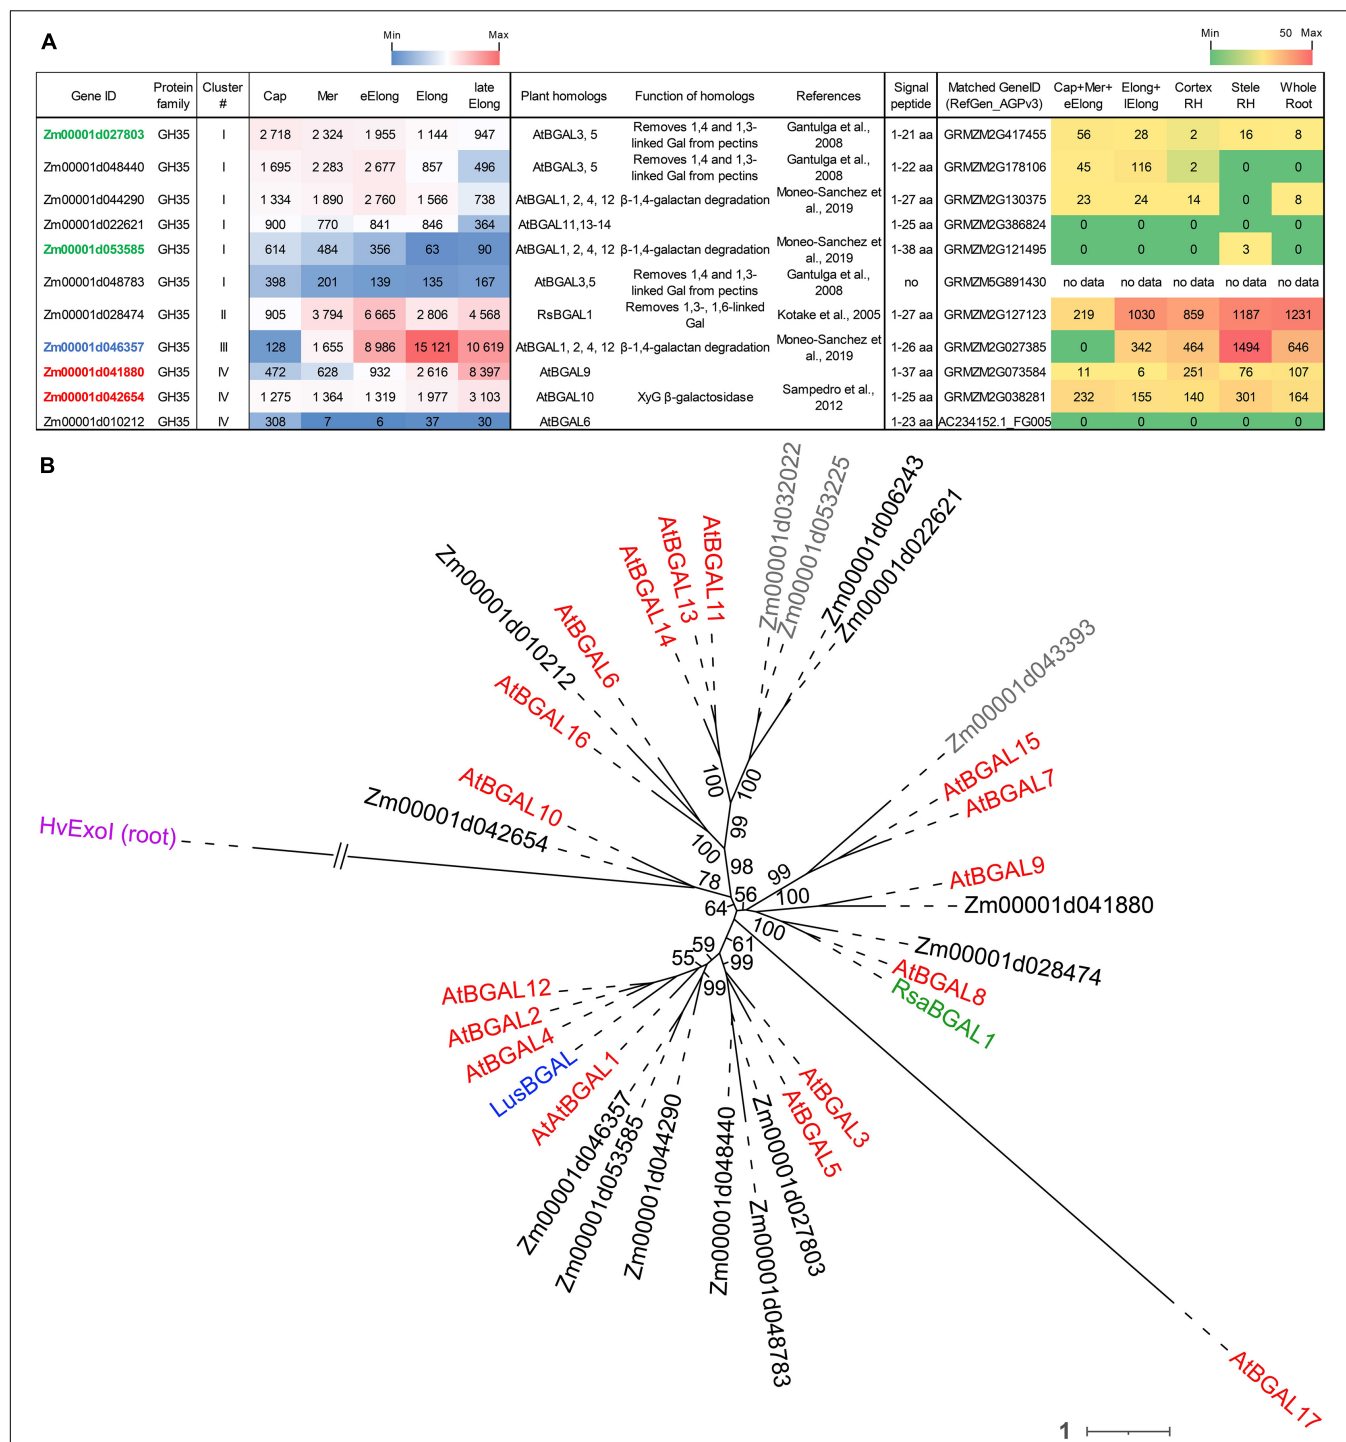 A
Min Max
Min 50 Max
Gene ID Protein family Cluster # Cap Mer eElong Elong late Elong Plant homologs Function of homologs References Signal peptide Matched GeneID (RefGen_AGPv3) Cap+Mer+ eElong Elong+ lElong Cortex RH Stele RH Whole Root
Zm00001d027803 GH35 I 2 718 2 324 1 955 1 144 947 AtBGAL3, 5 Removes 1,4 and 1,3-linked Gal from pectins Gantulga et al., 2008 1-21 aa GRMZM2G417455 56 28 2 16 8
Zm00001d048440 GH35 I 1 695 2 283 2 677 857 496 AtBGAL3, 5 Removes 1,4 and 1,3-linked Gal from pectins Gantulga et al., 2008 1-22 aa GRMZM2G178106 45 116 2 0 0
Zm00001d044290 GH35 I 1 334 1 890 2 760 1 566 738 AtBGAL1, 2, 4, 12 β-1,4-galactan degradation Moneo-Sanchez et al., 2019 1-27 aa GRMZM2G130375 23 24 14 0 8
Zm00001d022621 GH35 I 900 770 841 846 364 AtBGAL11,13-14 1-25 aa GRMZM2G386824 0 0 0 0 0
Zm00001d053585 GH35 I 614 484 356 63 90 AtBGAL1, 2, 4, 12 β-1,4-galactan degradation Moneo-Sanchez et al., 2019 1-38 aa GRMZM2G121495 0 0 0 3 0
Zm00001d048783 GH35 I 398 201 139 135 167 AtBGAL3,5 Removes 1,4 and 1,3-linked Gal from pectins Gantulga et al., 2008 no GRMZM5G891430 no data no data no data no data no data
Zm00001d028474 GH35 II 905 3 794 6 665 2 806 4 568 RsBGAL1 Removes 1,3-, 1,6-linked Gal Kotake et al., 2005 1-27 aa GRMZM2G127123 219 1030 859 1187 1231
Zm00001d046357 GH35 III 128 1 655 8 986 15 121 10 619 AtBGAL1, 2, 4, 12 β-1,4-galactan degradation Moneo-Sanchez et al., 2019 1-26 aa GRMZM2G027385 0 342 464 1494 646
Zm00001d041880 GH35 IV 472 628 932 2 616 8 397 AtBGAL9 1-37 aa GRMZM2G073584 11 6 251 76 107
Zm00001d042654 GH35 IV 1 275 1 364 1 319 1 977 3 103 AtBGAL10 XyG β-galactosidase Sampedro et al., 2012 1-25 aa GRMZM2G038281 232 155 140 301 164
Zm00001d010212 GH35 IV 308 7 6 37 30 AtBGAL6 1-23 aa AC234152.1_FG005 0 0 0 0 0
B
Zm00001d032022
Zm00001d053225
Zm00001d006243
Zm00001d022621
AtBGAL11
AtBGAL13
AtBGAL14
Zm00001d010212
AtBGAL6
AtBGAL16
Zm00001d043393
AtBGAL15
AtBGAL7
AtBGAL10
Zm00001d042654
HvExoI (root)
AtBGAL9
Zm00001d041880
Zm00001d028474
AtBGAL8
RsaBGAL1
100
100
99
100
98
78
56
64
99
100
100
59
55
61
99
99
AtBGAL12
AtBGAL2
AtBGAL4
LusBGAL
AtAtBGAL1
Zm00001d046357
Zm00001d053585
Zm00001d044290
Zm00001d048440
Zm00001d048783
Zm00001d027803
AtBGAL5
AtBGAL3
AtBGAL17
1